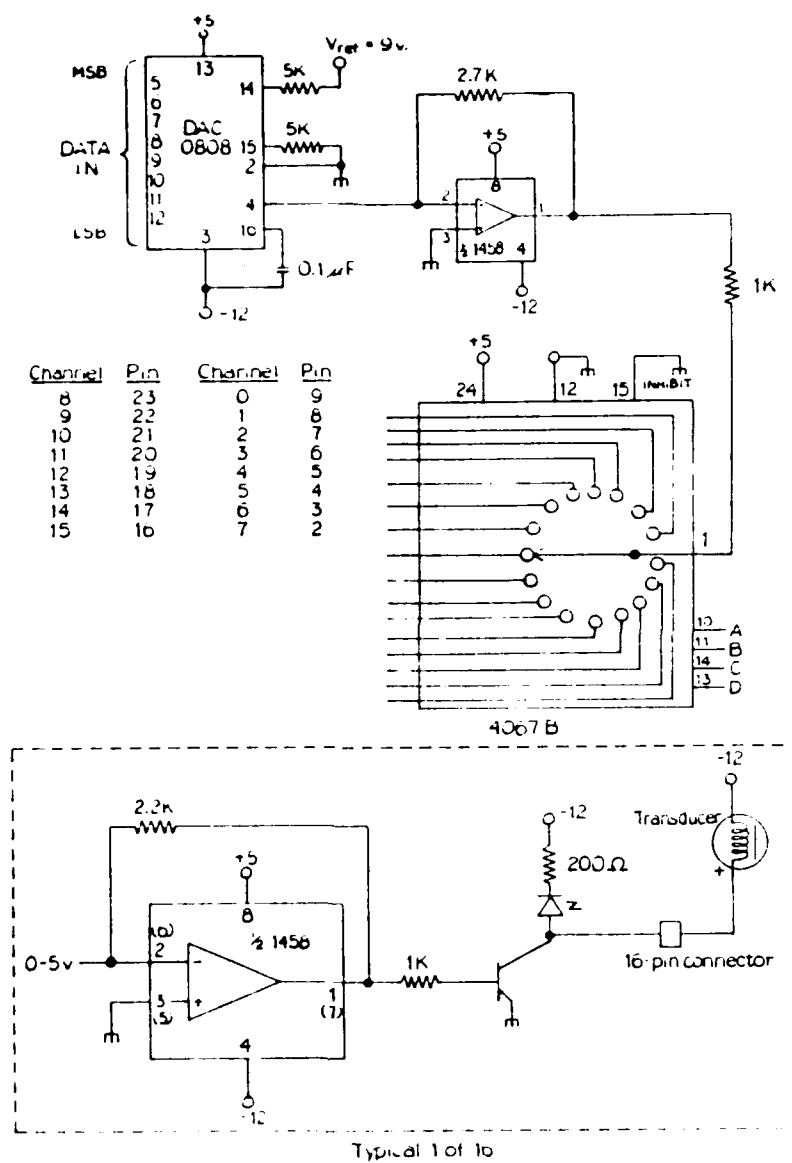 +5
Vref = 9v.
MSB
13
5K
5
14
6
7
DAC
0808
5K
+5
2.7K
DATA
IN
8
15
9
2
10
11
4
12
16
LSB
3
0.1 µF
-12
8
2
1
3
½ 1458
4
-12
1K
Channel Pin Channel Pin
8 23 0 9
9 22 1 8
10 21 2 7
11 20 3 6
12 19 4 5
13 18 5 4
14 17 6 3
15 16 7 2
+5
24
12
15
INHIBIT
1
10 A
11 B
14 C
13 D
4067 B
2.2K
+5
8
½ 1458
(6)
0-5v
2
1K
3
(5)
1
(7)
4
-12
-12
200Ω
-12
Transducer
+
16-pin connector
Typical 1 of 16